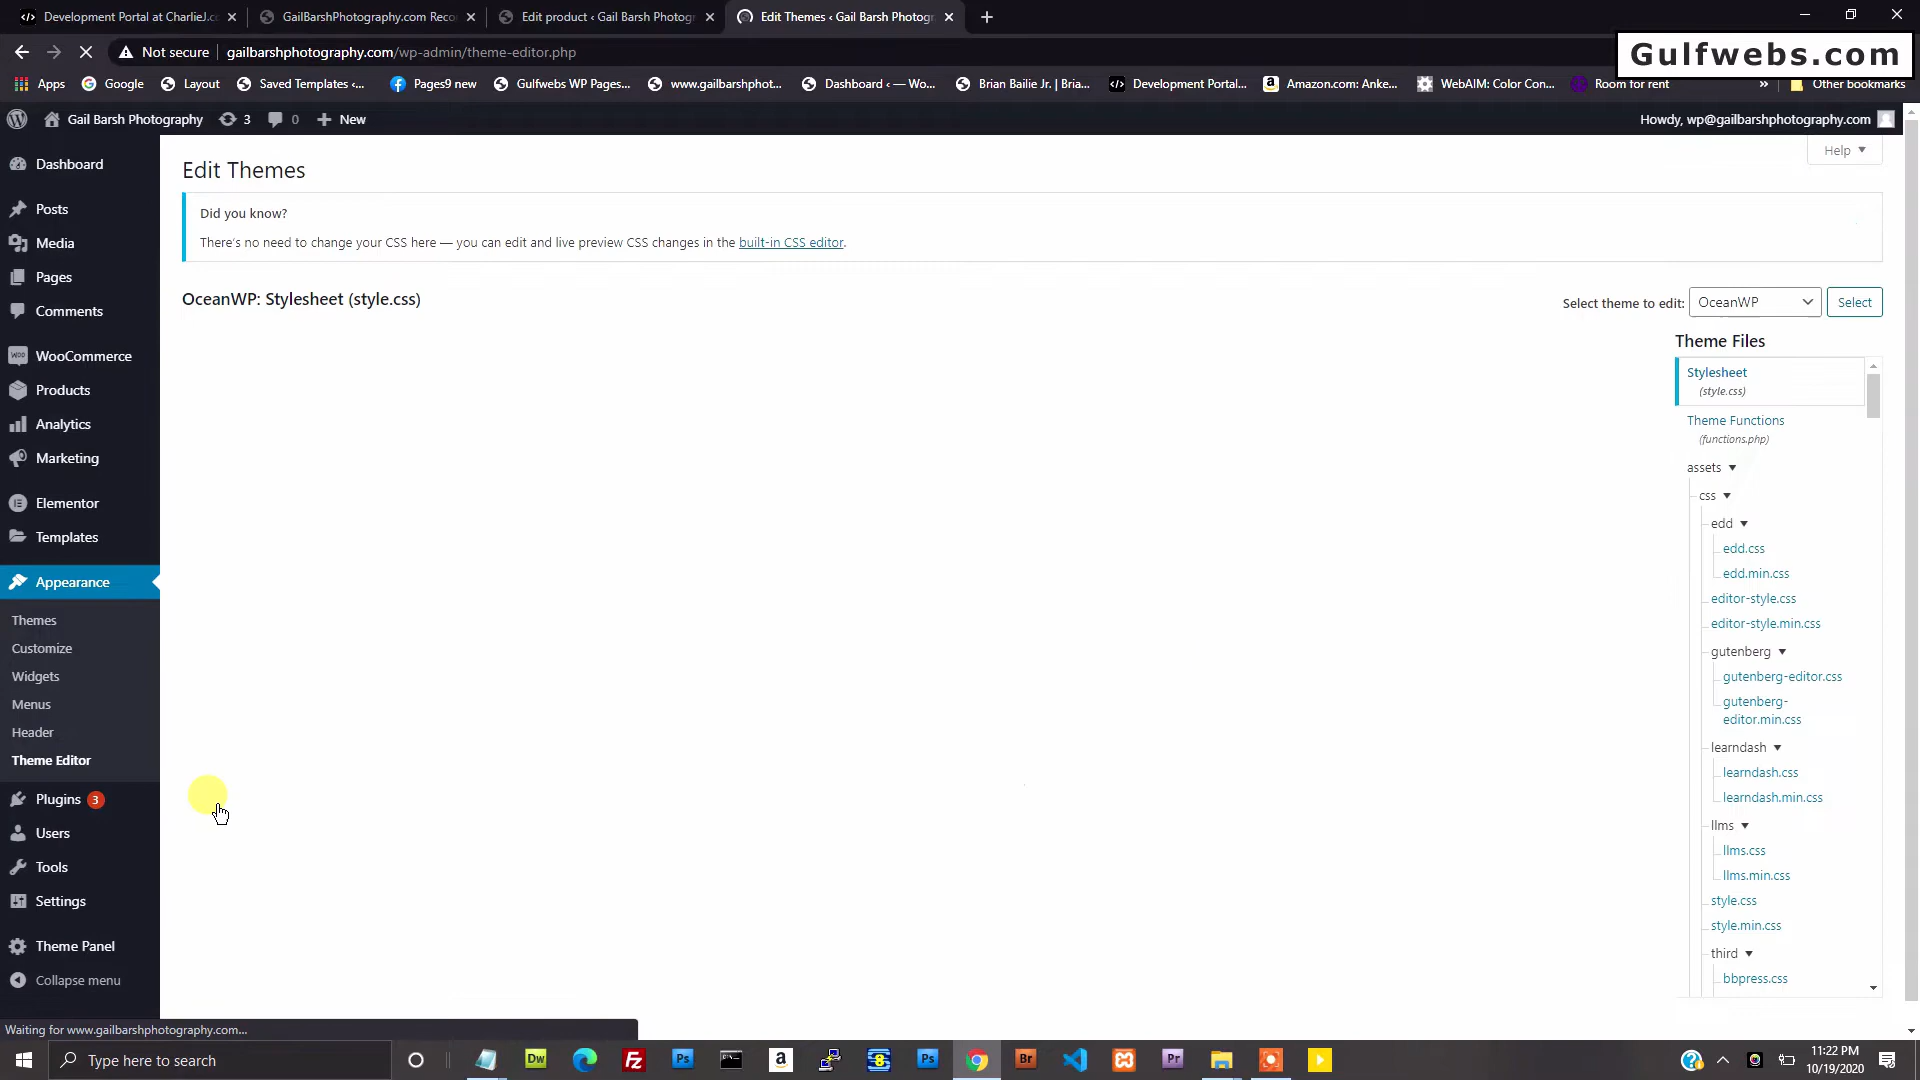 Development Portal at CharlieJ.c
GailBarshPhotography.com Reco
Edit product ‹ Gail Barsh Photogr
Edit Themes ‹ Gail Barsh Photogr
Not secure
gailbarshphotography.com/wp-admin/theme-editor.php
Gulfwebs.com
Apps
Google
Layout
Saved Templates ‹...
Pages9 new
Gulfwebs WP Pages...
www.gailbarshphot...
Dashboard ‹ — Wo...
Brian Bailie Jr. | Bria...
Development Portal...
Amazon.com: Anke...
WebAIM: Color Con...
Room for rent
»
Other bookmarks
Gail Barsh Photography
3
0
New
Howdy, wp@gailbarshphotography.com
Dashboard
Posts
Media
Pages
Comments
WooCommerce
Products
Analytics
Marketing
Elementor
Templates
Appearance
Themes
Customize
Widgets
Menus
Header
Theme Editor
Plugins 3
Users
Tools
Settings
Theme Panel
Collapse menu
Help
Edit Themes
Did you know?
There's no need to change your CSS here — you can edit and live preview CSS changes in the built-in CSS editor.
OceanWP: Stylesheet (style.css)
Select theme to edit: OceanWP Select
Theme Files
Stylesheet
(style.css)
Theme Functions
(functions.php)
assets
css
edd
edd.css
edd.min.css
editor-style.css
editor-style.min.css
gutenberg
gutenberg-editor.css
gutenberg-
editor.min.css
learndash
learndash.css
learndash.min.css
llms
llms.css
llms.min.css
style.css
style.min.css
third
bbpress.css
Waiting for www.gailbarshphotography.com...
Type here to search
Dw
Fz
Ps
a
8
Ps
Br
Pr
11:22 PM
10/19/2020